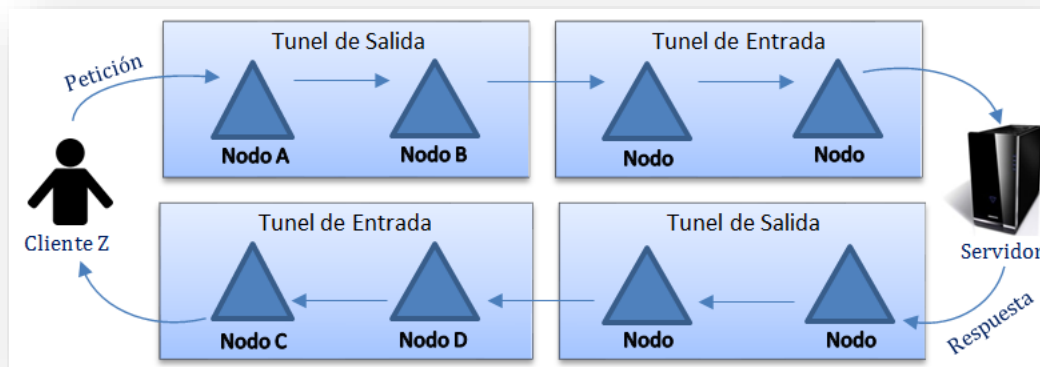 Tunel de Salida
Tunel de Entrada
Petición
Nodo A
Nodo B
Nodo
Nodo
Cliente Z
Servidor
Tunel de Entrada
Tunel de Salida
Nodo C
Nodo D
Nodo
Nodo
Respuesta